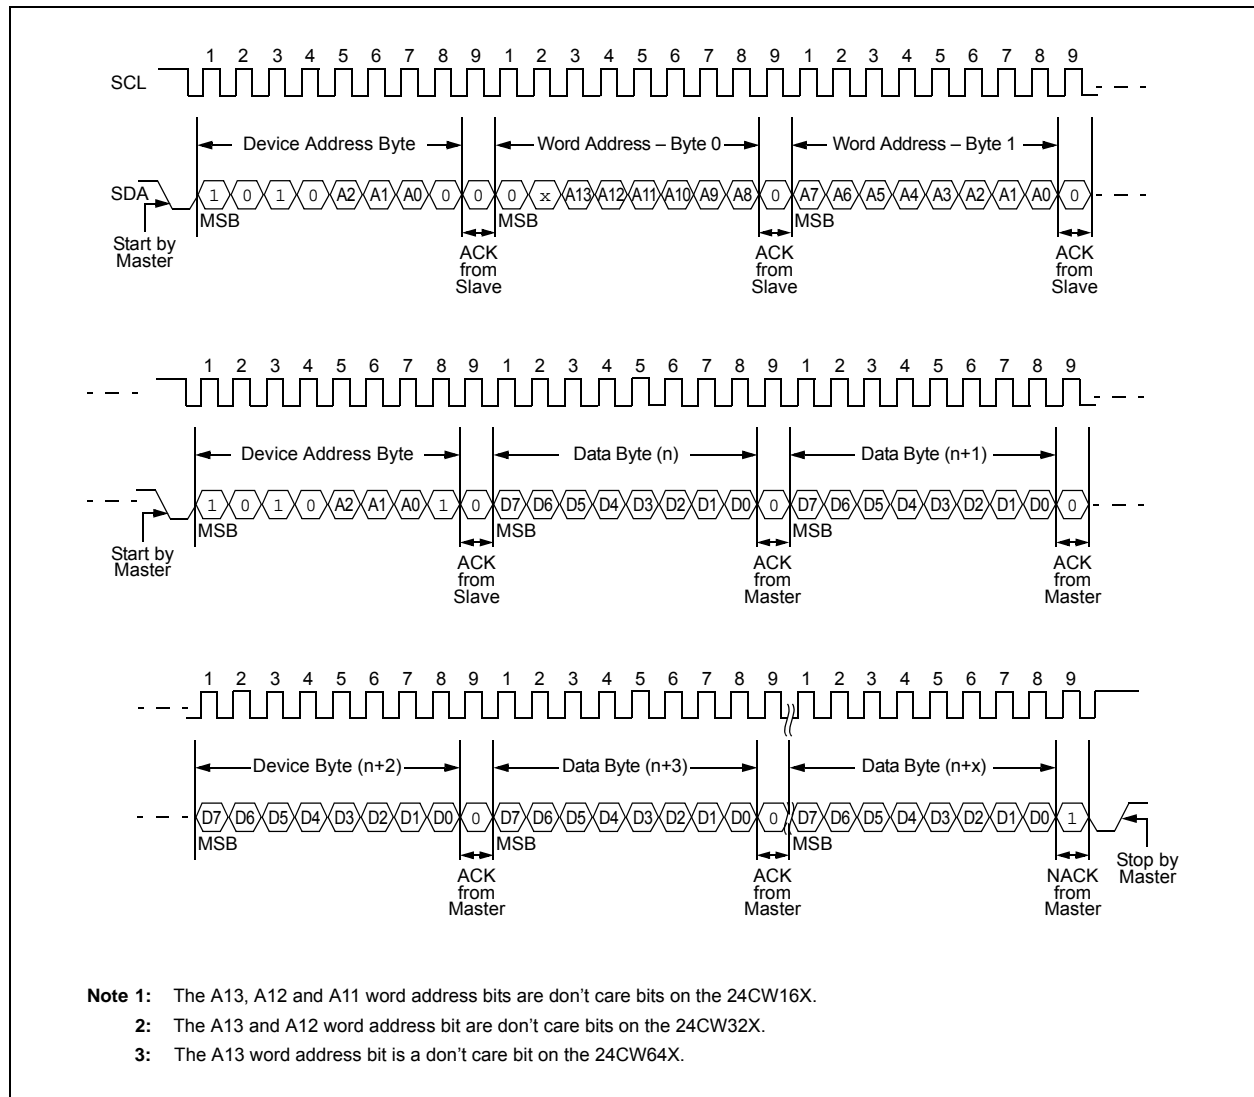 1 2 3 4 5 6 7 8 9 1 2 3 4 5 6 7 8 9 1 2 3 4 5 6 7 8 9
SCL
Device Address Byte Word Address – Byte 0 Word Address – Byte 1
SDA 1 0 1 0 A2 A1 A0 0 0 0 x A13 A12 A11 A10 A9 A8 0 A7 A6 A5 A4 A3 A2 A1 A0 0
MSB MSB MSB
Start by Master
ACK from Slave
ACK from Slave
ACK from Slave
1 2 3 4 5 6 7 8 9 1 2 3 4 5 6 7 8 9 1 2 3 4 5 6 7 8 9
Device Address Byte Data Byte (n) Data Byte (n+1)
1 0 1 0 A2 A1 A0 1 0 D7 D6 D5 D4 D3 D2 D1 D0 0 D7 D6 D5 D4 D3 D2 D1 D0 0
MSB MSB MSB
Start by Master
ACK from Slave
ACK from Master
ACK from Master
1 2 3 4 5 6 7 8 9 1 2 3 4 5 6 7 8 9 1 2 3 4 5 6 7 8 9
Device Byte (n+2) Data Byte (n+3) Data Byte (n+x)
D7 D6 D5 D4 D3 D2 D1 D0 0 D7 D6 D5 D4 D3 D2 D1 D0 0 D7 D6 D5 D4 D3 D2 D1 D0 1
MSB MSB MSB
ACK from Master
ACK from Master
NACK from Master
Stop by Master
Note 1: The A13, A12 and A11 word address bits are don't care bits on the 24CW16X.
2: The A13 and A12 word address bit are don't care bits on the 24CW32X.
3: The A13 word address bit is a don't care bit on the 24CW64X.